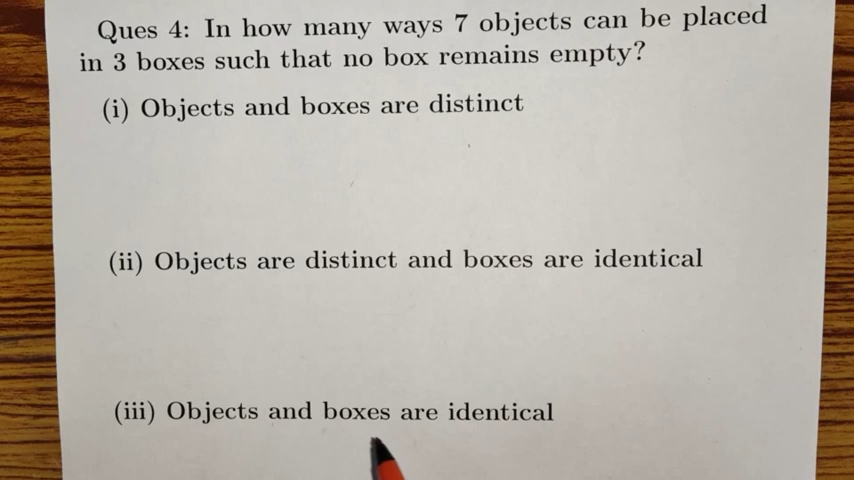 Ques 4: In how many ways 7 objects can be placed
in 3 boxes such that no box remains empty?
(i) Objects and boxes are distinct
(ii) Objects are distinct and boxes are identical
(iii) Objects and boxes are identical